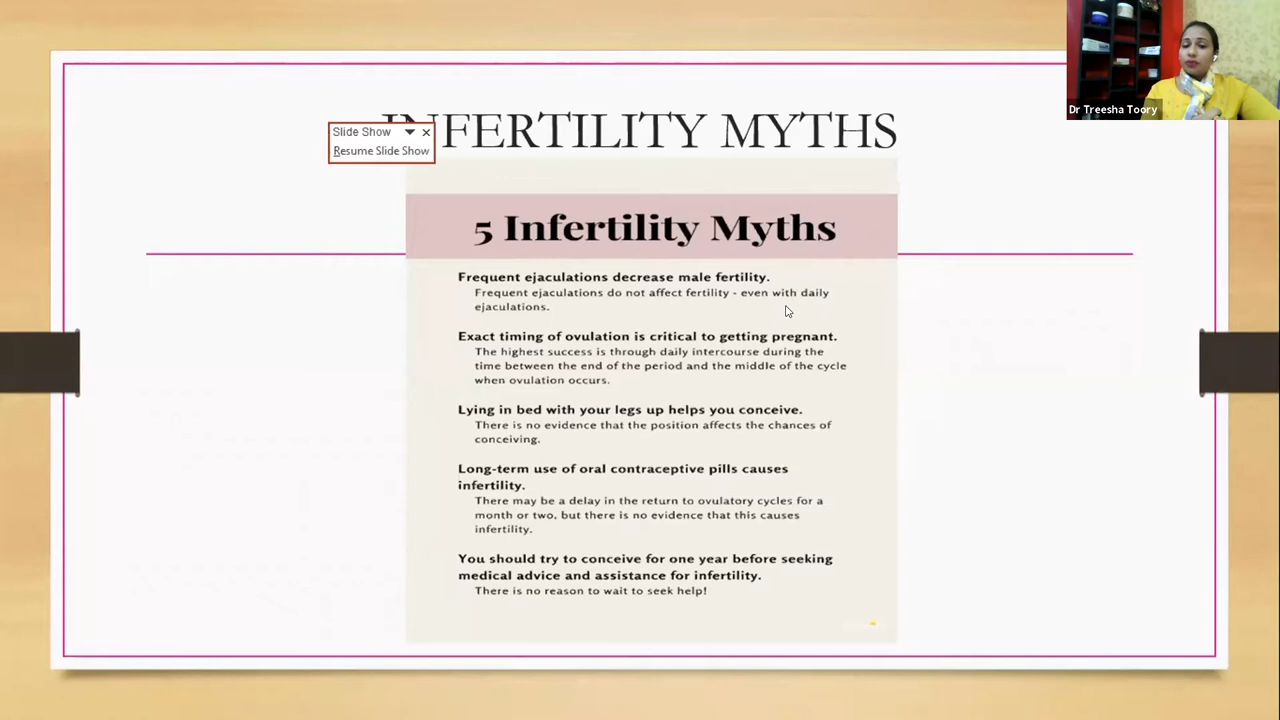 Dr Treesha Toory
INFERTILITY MYTHS
Slide Show
Resume Slide Show
5 Infertility Myths
Frequent ejaculations decrease male fertility.
Frequent ejaculations do not affect fertility - even with daily
ejaculations.
Exact timing of ovulation is critical to getting pregnant.
The highest success is through daily intercourse during the
time between the end of the period and the middle of the cycle
when ovulation occurs.
Lying in bed with your legs up helps you conceive.
There is no evidence that the position affects the chances of
conceiving.
Long-term use of oral contraceptive pills causes
infertility.
There may be a delay in the return to ovulatory cycles for a
month or two, but there is no evidence that this causes
infertility.
You should try to conceive for one year before seeking
medical advice and assistance for infertility.
There is no reason to wait to seek help!